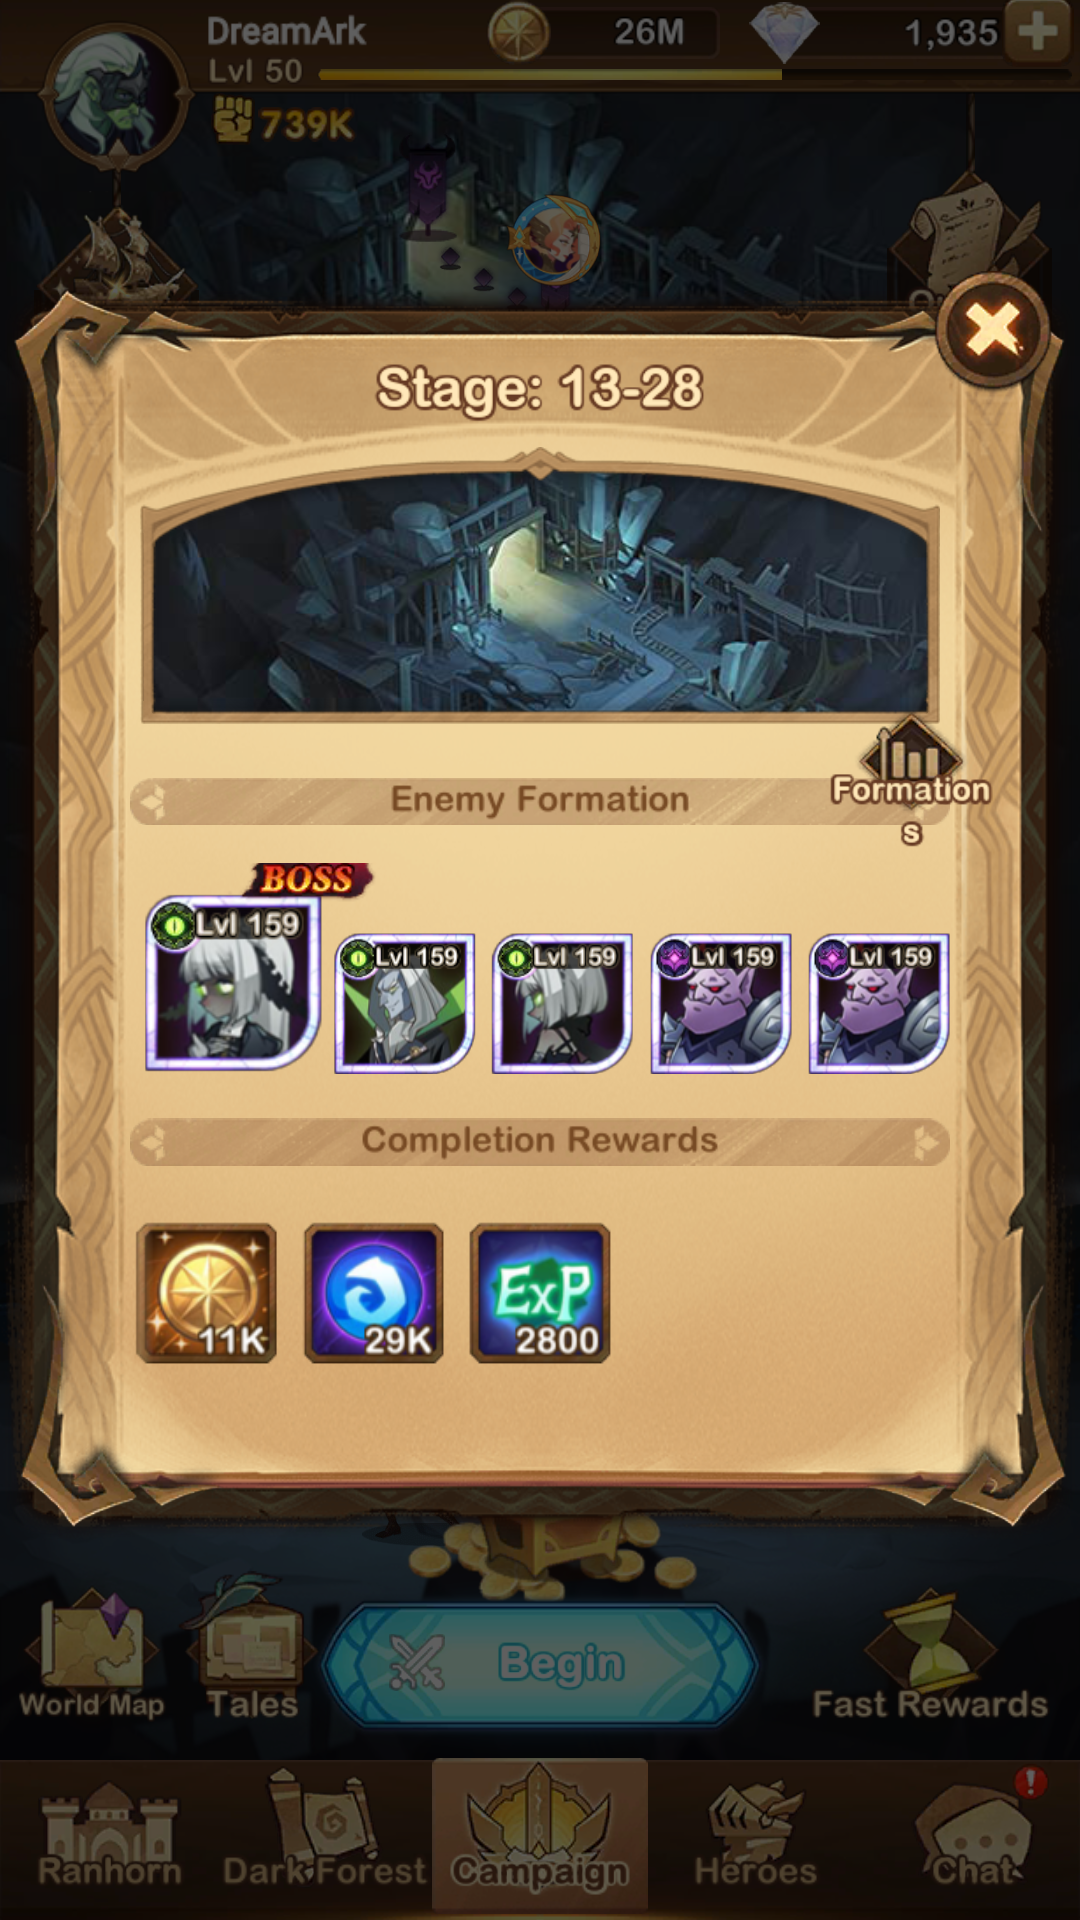 DreamArk
26M
1,935
Lvl 50
739K
Stage: 13-28
Enemy Formation
Formation
s
BOSS
Lvl 159
Lvl 159
Lvl 159
Lvl 159
Lvl 159
Completion Rewards
11K
29K
ExP
2800
World Map
Tales
Begin
Fast Rewards
Ranhorn
Dark Forest
Campaign
Heroes
Chat